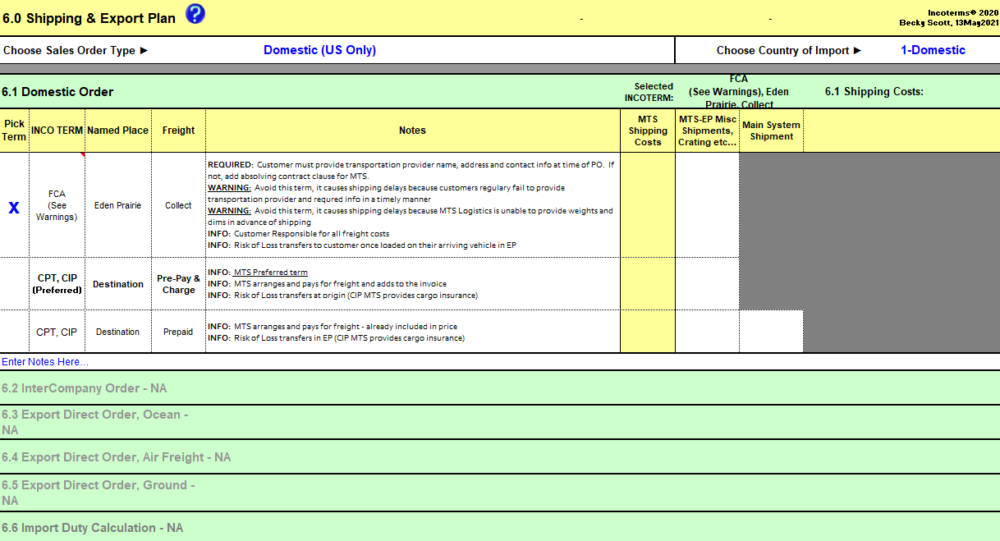 6.0 Shipping & Export Plan ? - - Incoterms® 2020
Becky Scott, 13May2021
Choose Sales Order Type ► Domestic (US Only) Choose Country of Import ► 1-Domestic
6.1 Domestic Order
Selected
INCOTERM:
FCA
(See Warnings), Eden
Prairie, Collect
6.1 Shipping Costs:
Pick
Term
INCO TERM
Named Place
Freight
Notes
MTS
Shipping
Costs
MTS-EP Misc
Shipments,
Crating etc...
Main System
Shipment
X
FCA
(See
Warnings)
Eden Prairie
Collect
REQUIRED: Customer must provide transportation provider name, address and contact info at time of PO. If
not, add absolving contract clause for MTS.
WARNING: Avoid this term, it causes shipping delays because customers regulary fail to provide
transportation provider and requred info in a timely manner
WARNING: Avoid this term, it causes shipping delays because MTS Logistics is unable to provide weights and
dims in advance of shipping
INFO: Customer Responsible for all freight costs
INFO: Risk of Loss transfers to customer once loaded on their arriving vehicle in EP
CPT, CIP
(Preferred)
Destination
Pre-Pay &
Charge
INFO: MTS Preferred term
INFO: MTS arranges and pays for freight and adds to the invoice
INFO: Risk of Loss transfers at origin (CIP MTS provides cargo insurance)
CPT, CIP
Destination
Prepaid
INFO: MTS arranges and pays for freight - already included in price
INFO: Risk of Loss transfers in EP (CIP MTS provides cargo insurance)
Enter Notes Here...
6.2 InterCompany Order - NA
6.3 Export Direct Order, Ocean -
NA
6.4 Export Direct Order, Air Freight - NA
6.5 Export Direct Order, Ground -
NA
6.6 Import Duty Calculation - NA